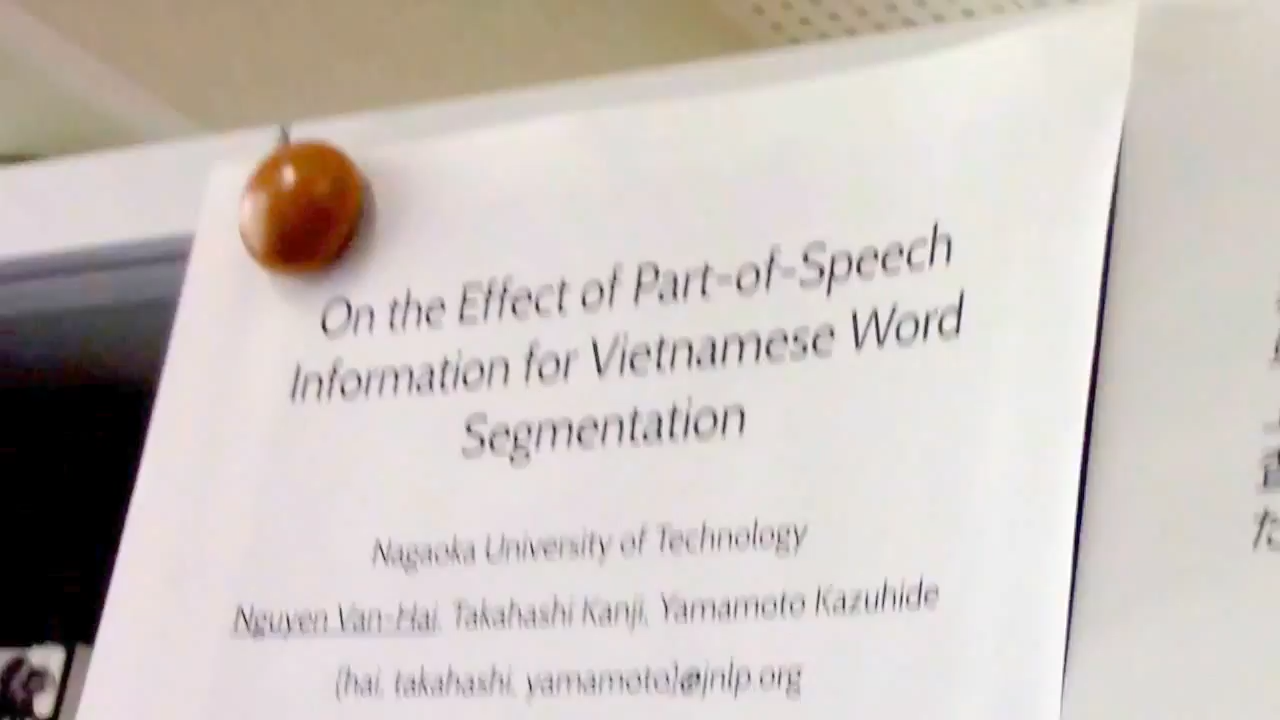 On the Effect of Part-of-Speech
Information for Vietnamese Word
Segmentation
Nagaoka University of Technology
Nguyen Van-Hai, Takahashi Kanji, Yamamoto Kazuhide
{hai, takahashi, yamamoto}@jnlp.org
た